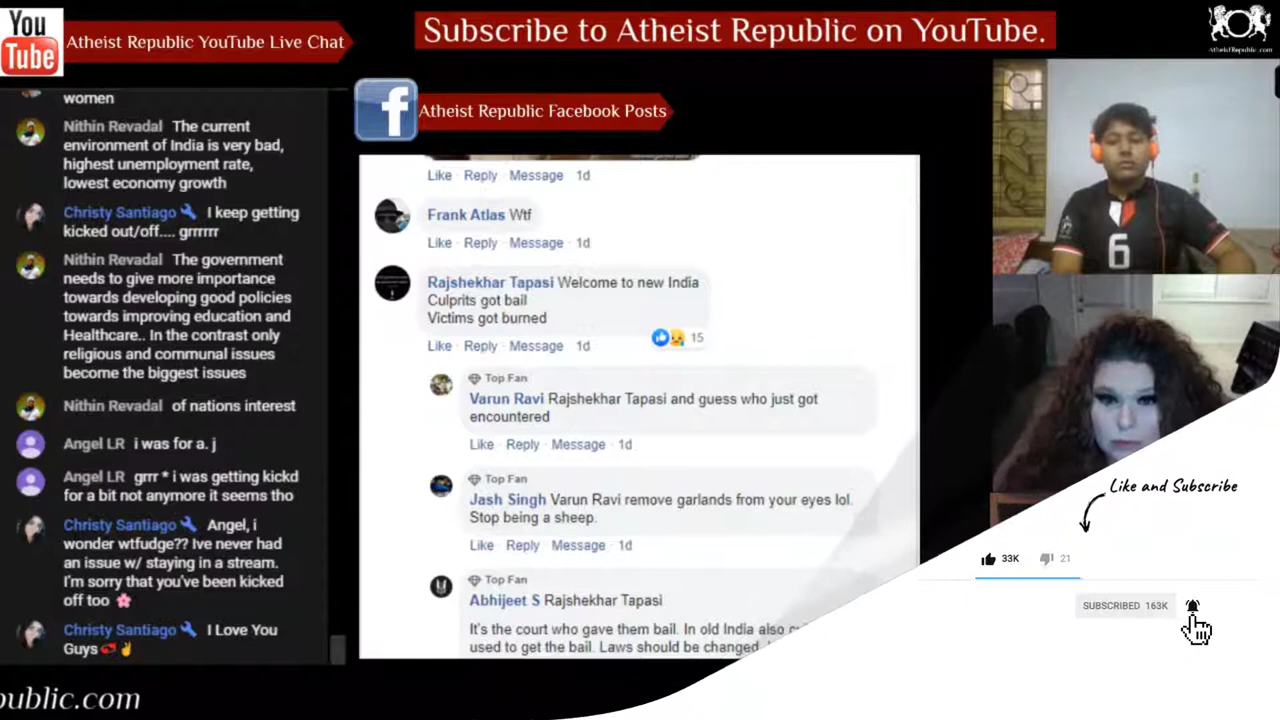 You
Tube
Atheist Republic YouTube Live Chat
Subscribe to Atheist Republic on YouTube.
AtheistRepublic.com
women
Nithin Revadal The current
environment of India is very bad,
highest unemployment rate,
lowest economy growth
Christy Santiago I keep getting
kicked out/off.... grrrrrr
Nithin Revadal The government
needs to give more importance
towards developing good policies
towards improving education and
Healthcare.. In the contrast only
religious and communal issues
become the biggest issues
Nithin Revadal of nations interest
Angel LR i was for a. j
Angel LR grrr * i was getting kickd
for a bit not anymore it seems tho
Christy Santiago Angel, i
wonder wtfudge?? Ive never had
an issue w/ staying in a stream.
I'm sorry that you've been kicked
off too 🌸
Christy Santiago I Love You
Guys 💋✌
f
Atheist Republic Facebook Posts
Like · Reply · Message · 1d
Frank Atlas Wtf
Like · Reply · Message · 1d
Rajshekhar Tapasi Welcome to new India
Culprits got bail
Victims got burned
15
Like · Reply · Message · 1d
Top Fan
Varun Ravi Rajshekhar Tapasi and guess who just got
encountered
Like · Reply · Message · 1d
Top Fan
Jash Singh Varun Ravi remove garlands from your eyes lol.
Stop being a sheep.
Like · Reply · Message · 1d
Top Fan
Abhijeet S Rajshekhar Tapasi
It's the court who gave them bail. In old India also
used to get the bail. Laws should be changed.
6
Like and Subscribe
33K
21
SUBSCRIBED 163K
public.com